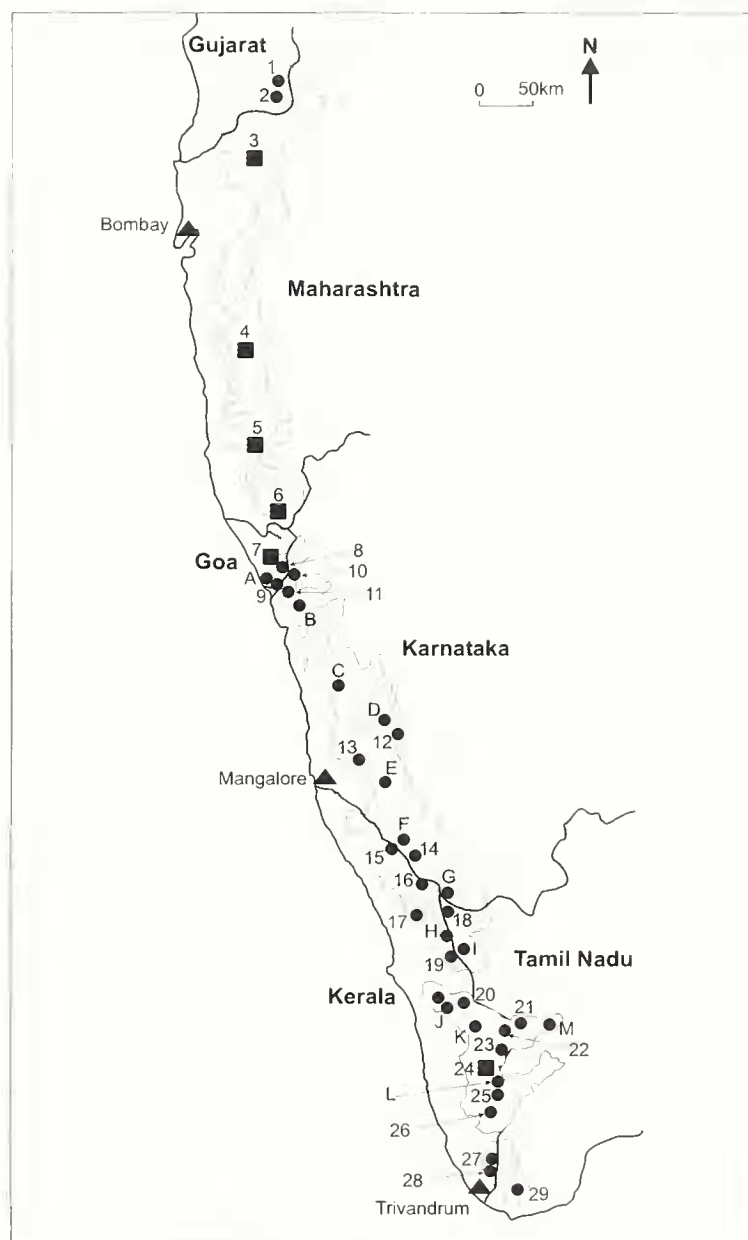 Gujarat
N
1
2
0 50km
3
Bombay
Maharashtra
4
5
6
7
8
Goa
A
10
9
11
B
Karnataka
C
D
12
13
E
Mangalore
F
15
14
16
G
17
18
H
I
19
Tamil Nadu
Kerala
20
J
21
K
M
23
22
24
L
25
26
27
28
29
Trivandrum